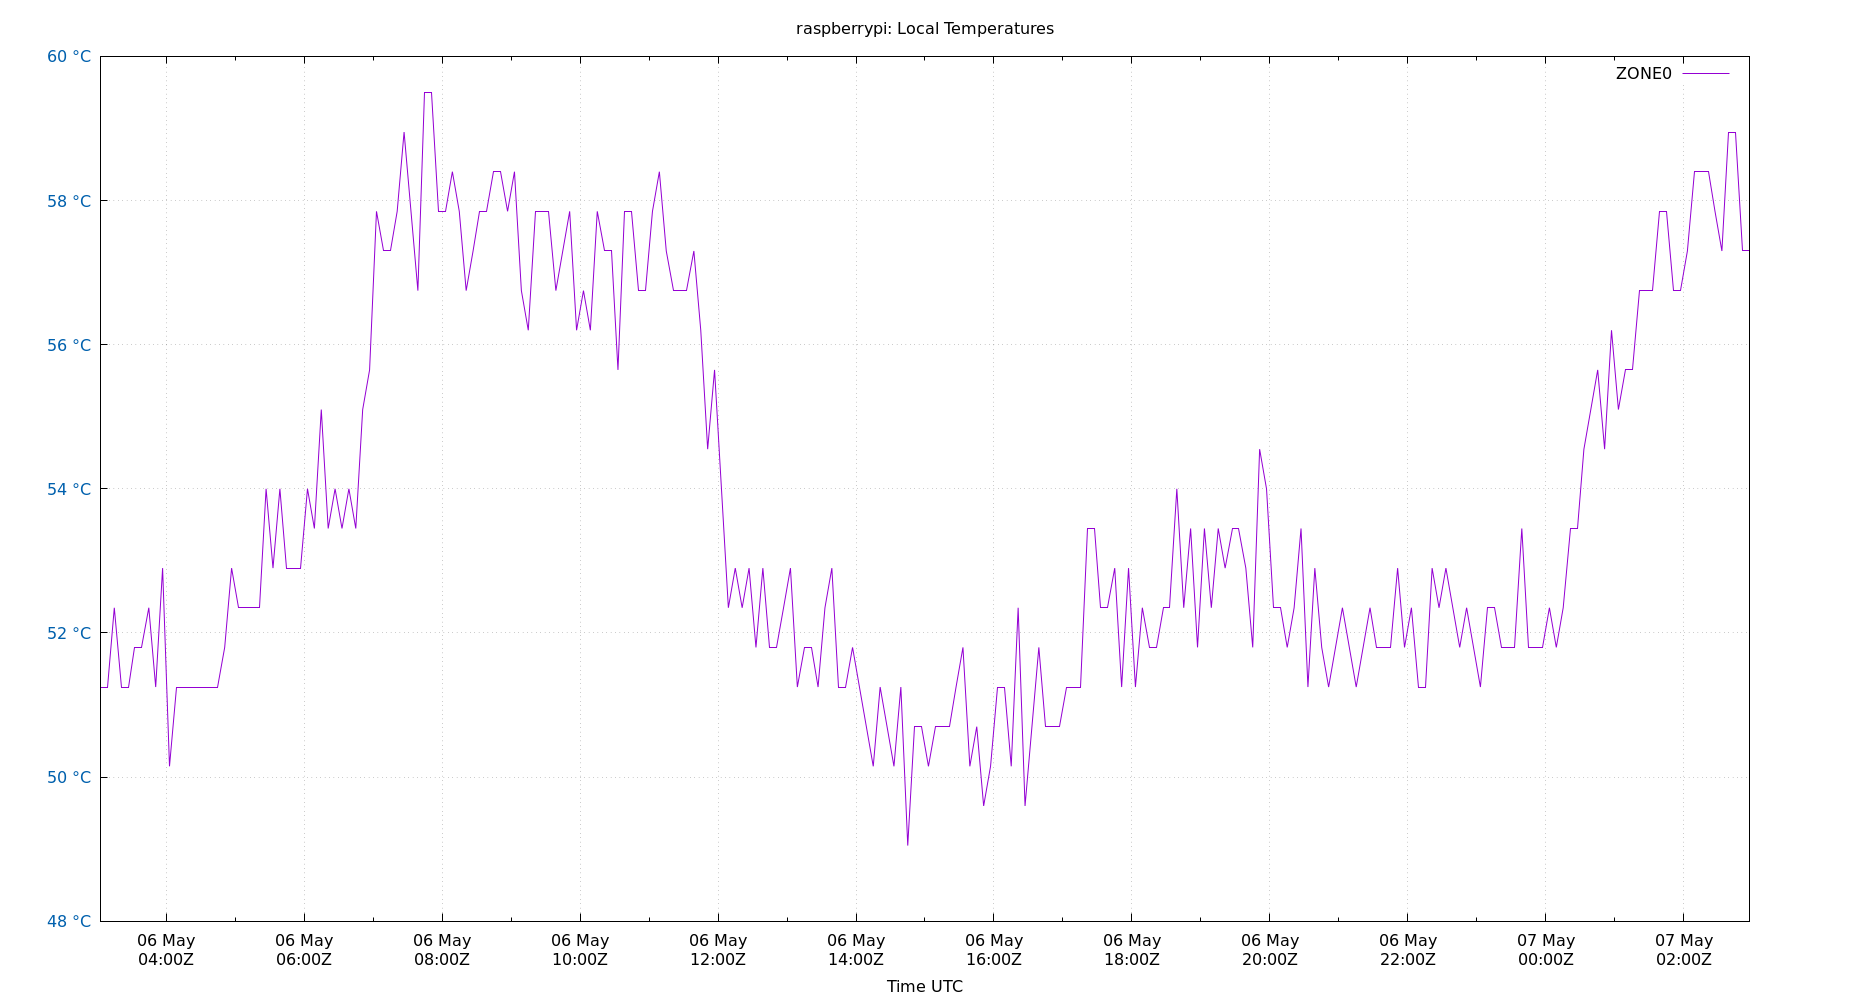 raspberrypi: Local Temperatures
60 °C
ZONE0
58 °C
56 °C
54 °C
52 °C
50 °C
48 °C
06 May 06 May 06 May 06 May 06 May 06 May 06 May 06 May 06 May 06 May 07 May 07 May
04:00Z 06:00Z 08:00Z 10:00Z 12:00Z 14:00Z 16:00Z 18:00Z 20:00Z 22:00Z 00:00Z 02:00Z
Time UTC